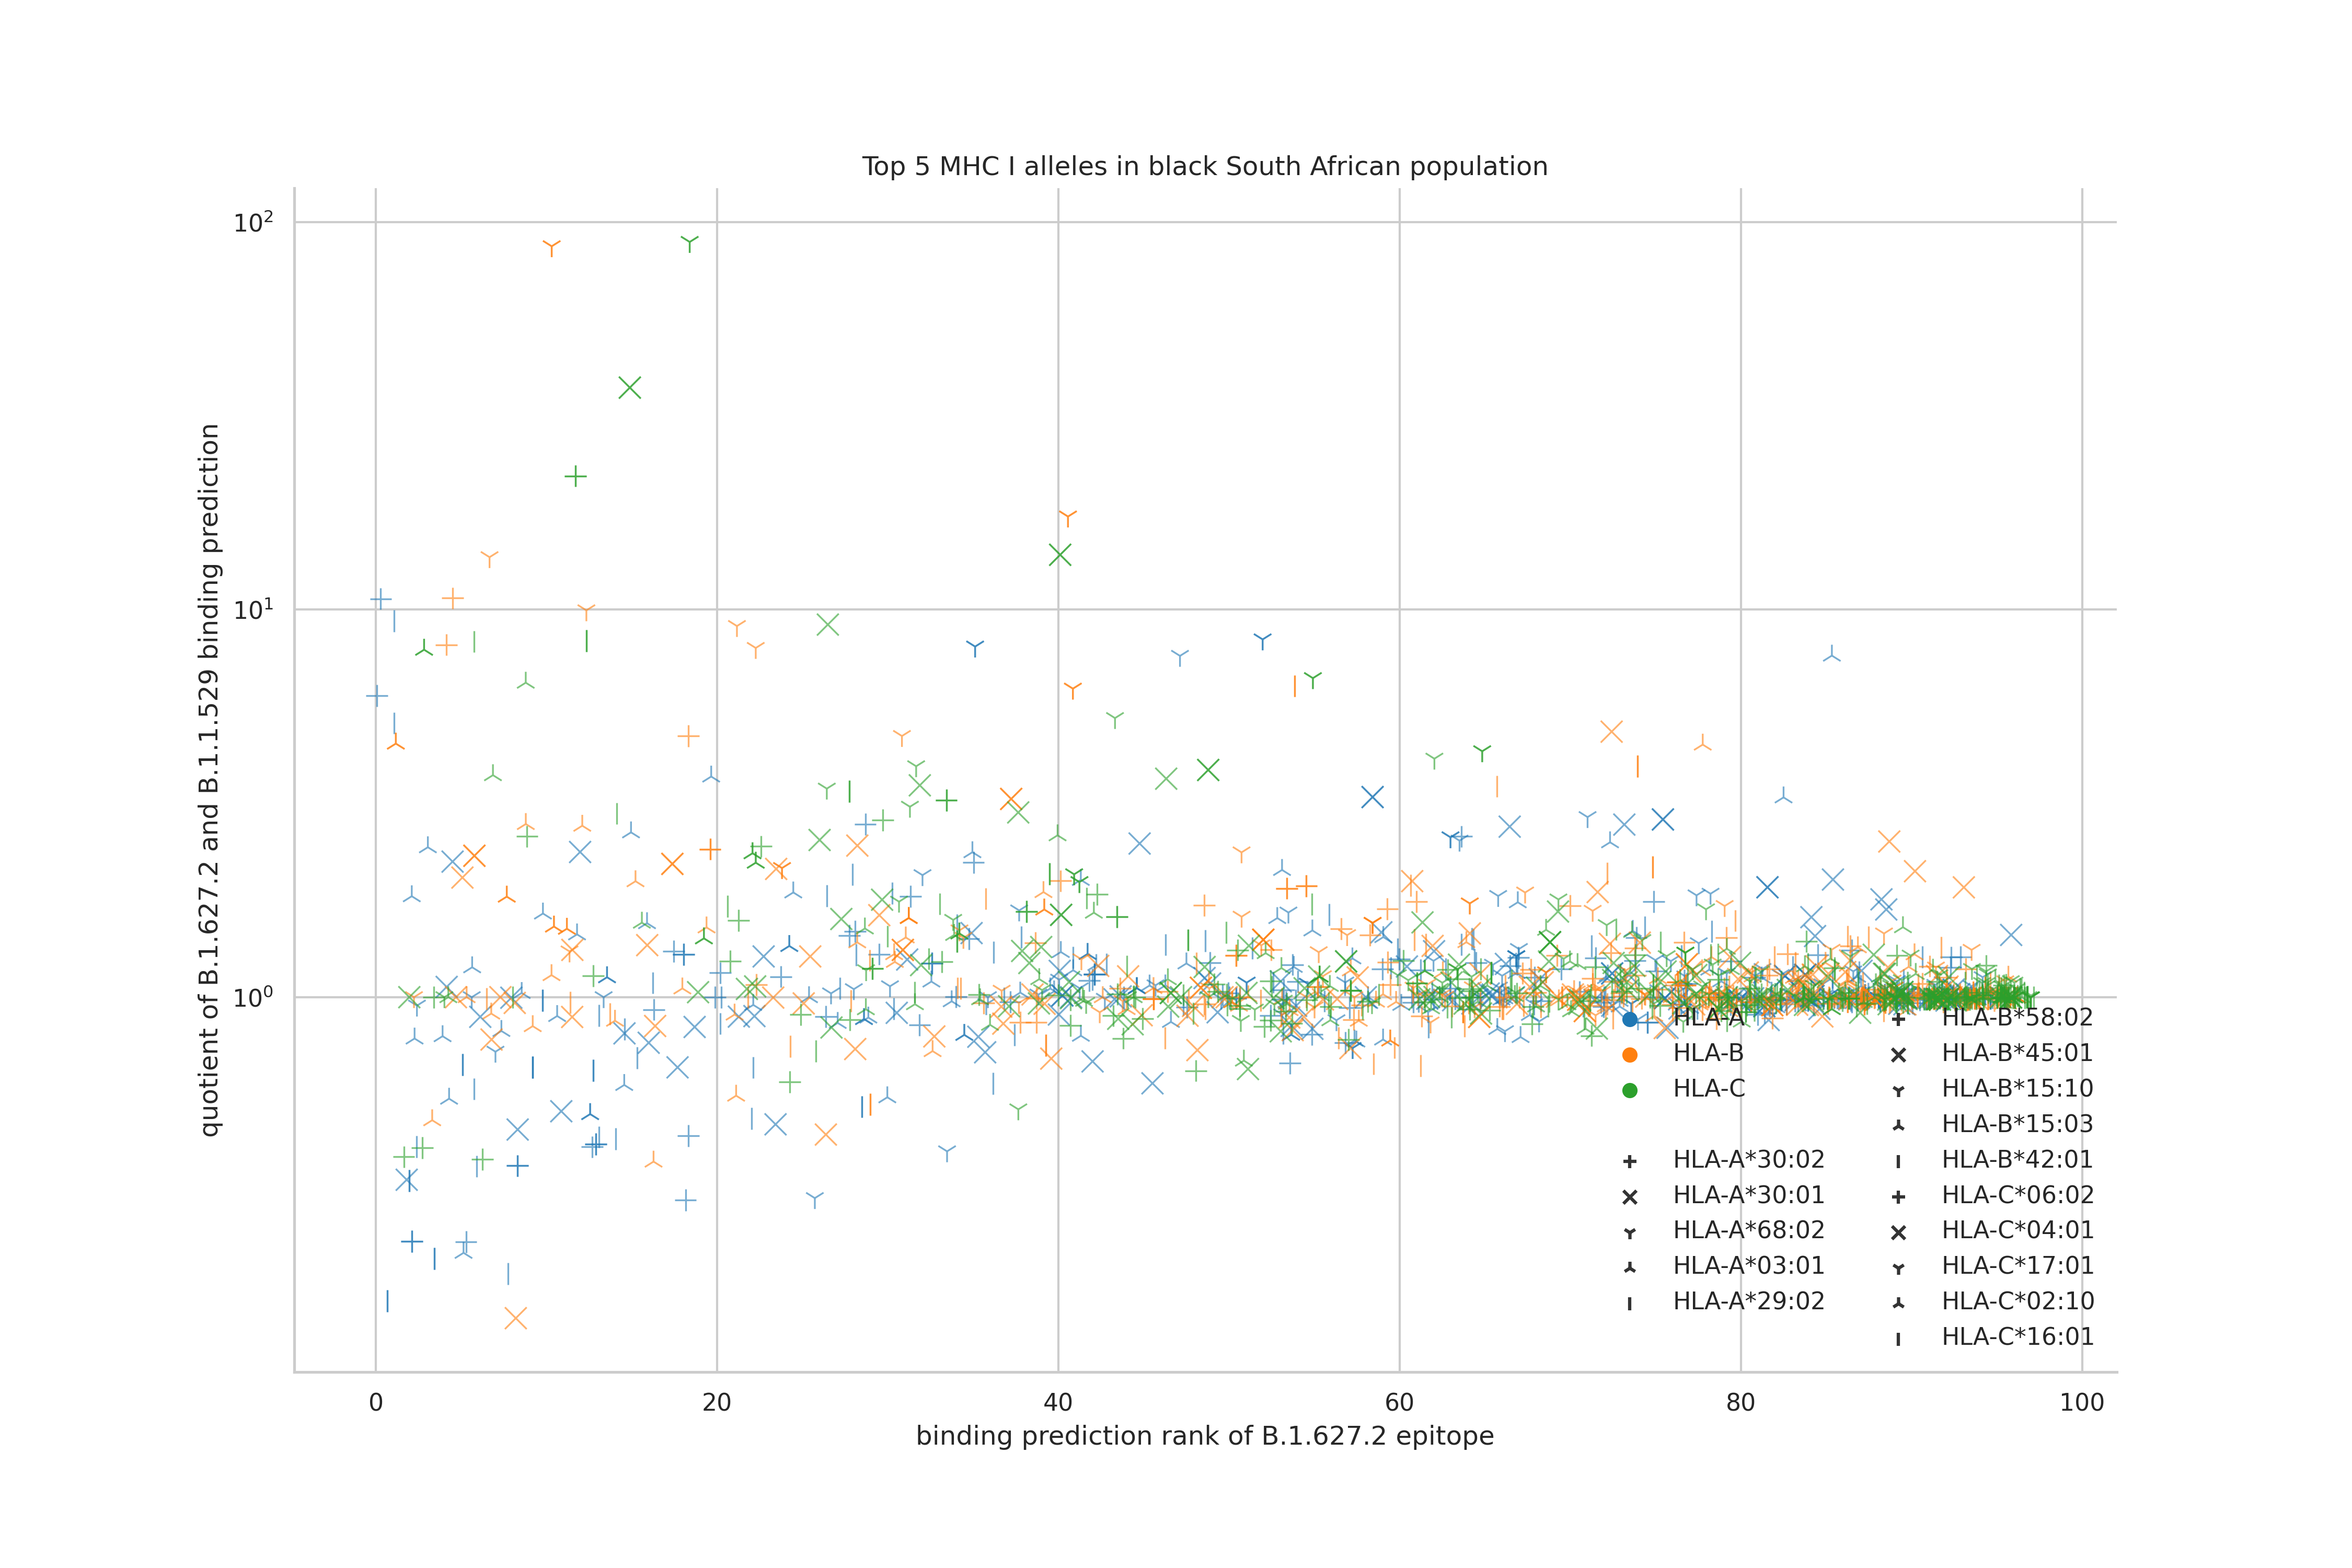 Top 5 MHC I alleles in black South African population
quotient of B.1.627.2 and B.1.1.529 binding prediction
10²
10¹
10⁰
HLA-A
HLA-B
HLA-C
HLA-A*30:02
HLA-A*30:01
HLA-A*68:02
HLA-A*03:01
HLA-A*29:02
HLA-B*58:02
HLA-B*45:01
HLA-B*15:10
HLA-B*15:03
HLA-B*42:01
HLA-C*06:02
HLA-C*04:01
HLA-C*17:01
HLA-C*02:10
HLA-C*16:01
0 20 40 60 80 100
binding prediction rank of B.1.627.2 epitope